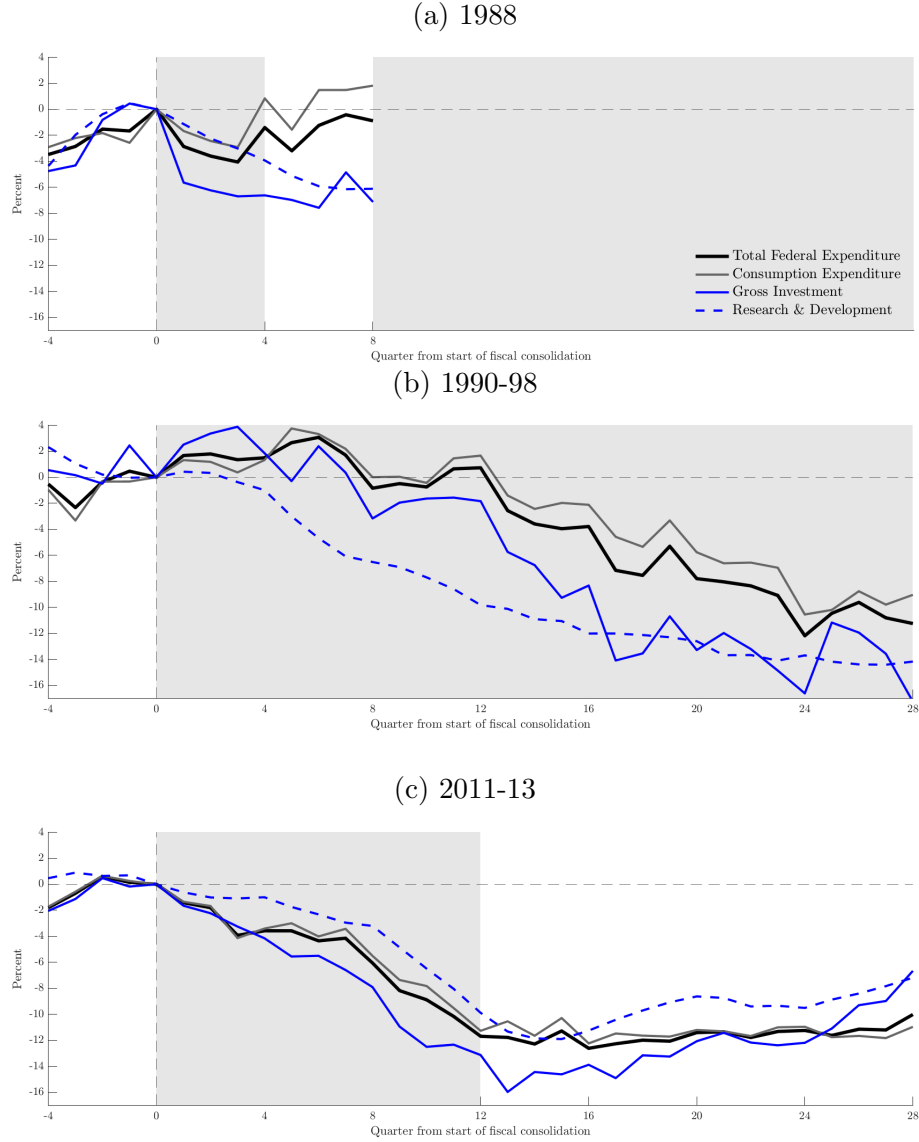 (a) 1988
4
2
0
-2
-4
-6
-8
-10
-12
-14
-16
Percent
Total Federal Expenditure
Consumption Expenditure
Gross Investment
Research & Development
-4 0 4 8
Quarter from start of fiscal consolidation
(b) 1990-98
4
2
0
-2
-4
-6
-8
-10
-12
-14
-16
Percent
-4 0 4 8 12 16 20 24 28
Quarter from start of fiscal consolidation
(c) 2011-13
4
2
0
-2
-4
-6
-8
-10
-12
-14
-16
Percent
-4 0 4 8 12 16 20 24 28
Quarter from start of fiscal consolidation